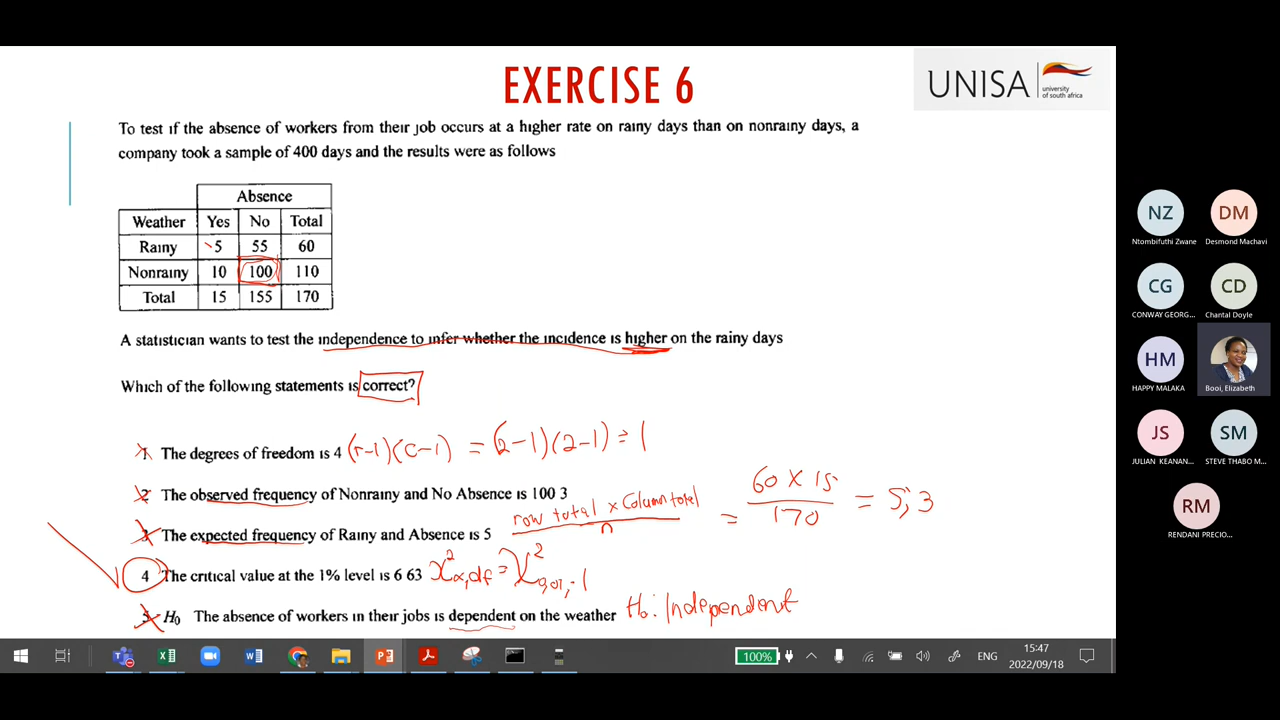 EXERCISE 6
UNISA university of south africa
To test if the absence of workers from their job occurs at a higher rate on rainy days than on nonrainy days, a
company took a sample of 400 days and the results were as follows
Absence
Weather Yes No Total
Rainy 5 55 60
Nonrainy 10 100 110
Total 15 155 170
A statistician wants to test the independence to infer whether the incidence is higher on the rainy days
Which of the following statements is correct?
1 The degrees of freedom is 4 (r-1)(c-1) = (2-1)(2-1) = 1
2 The observed frequency of Nonrainy and No Absence is 100 3
3 The expected frequency of Rainy and Absence is 5 row total x Column total / n = 60 x 15 / 170 = 5,3
4 The critical value at the 1% level is 6 63 X²α,df = X²0,01,1
5 H0 The absence of workers in their jobs is dependent on the weather H0: Independent
NZ
Ntombifuthi Zwane
DM
Desmond Machavi
CG
CONWAY GEORG...
CD
Chantal Doyle
HM
HAPPY MALAKA
Booi, Elizabeth
JS
JULIAN KEANAN...
SM
STEVE THABO M...
RM
RENDANI PRECIO...
100%
ENG
15:47
2022/09/18